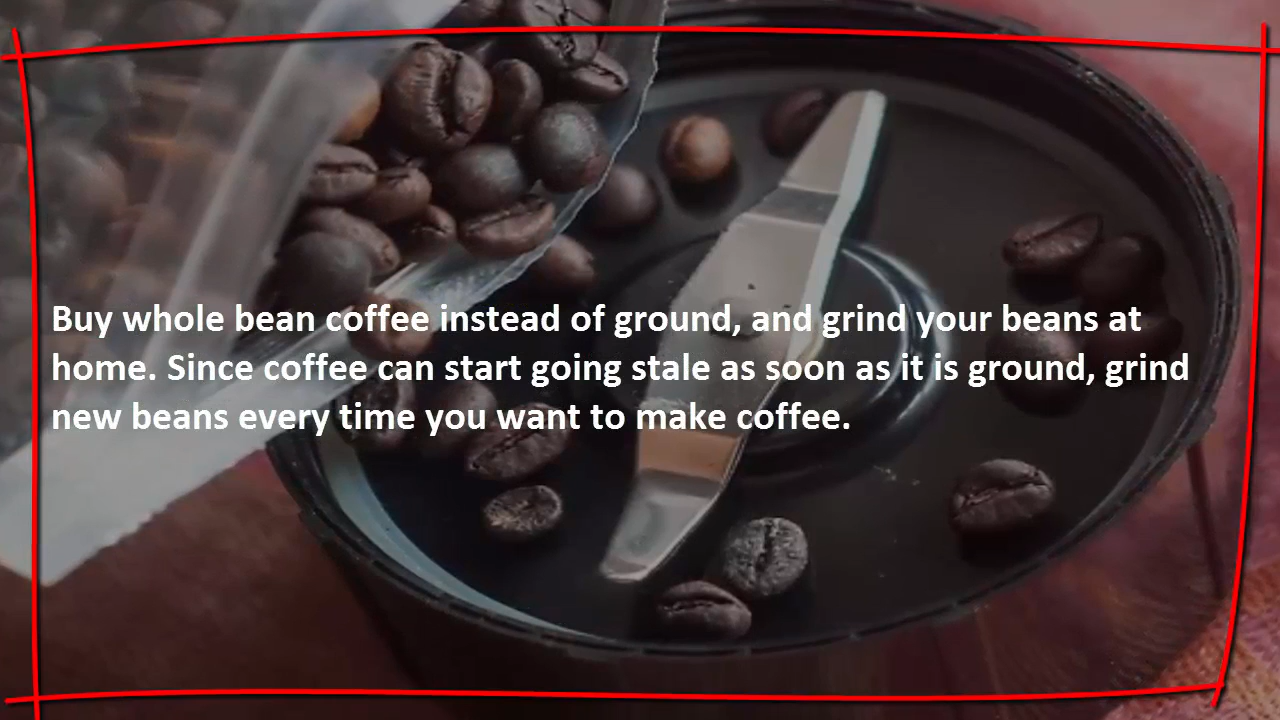 Buy whole bean coffee instead of ground, and grind your beans at
home. Since coffee can start going stale as soon as it is ground, grind
new beans every time you want to make coffee.